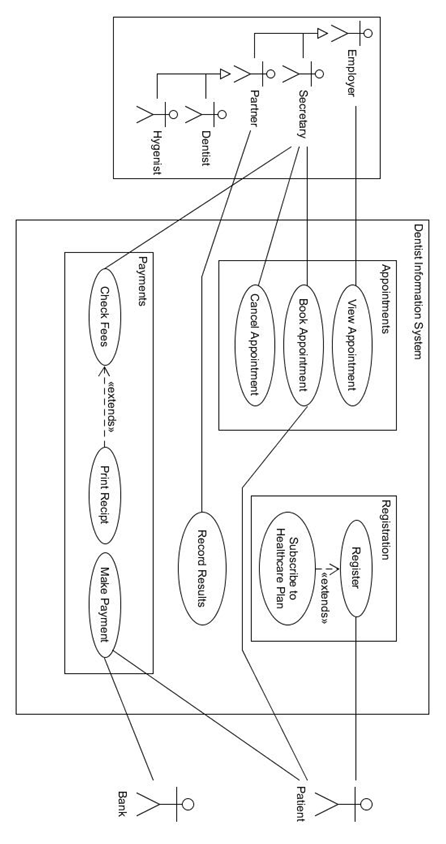 Employer
Secretary
Partner
Dentist
Hygenist
Dentist Information System
Appointments
View Appointment
Book Appointment
Cancel Appointment
Registration
Register
«extends»
Subscribe to
Healthcare Plan
Record Results
Payments
Check Fees
«extends»
Print Recipt
Make Payment
Patient
Bank